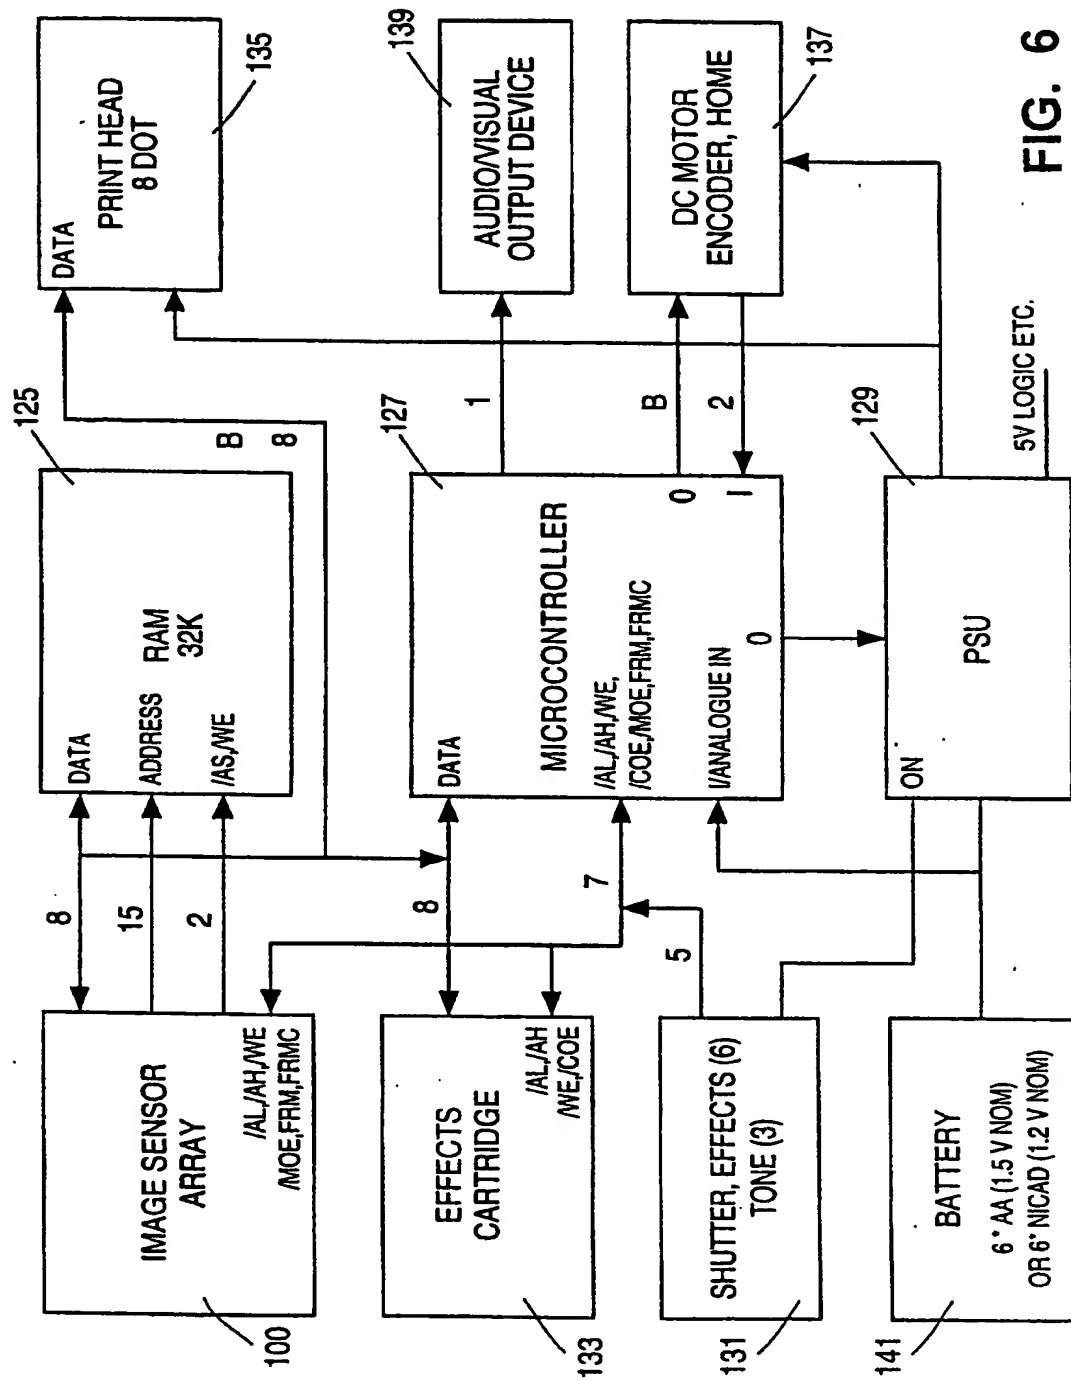 IMAGE SENSOR
ARRAY
/AL,/AH,/WE
/MOE,FRM,FRMC
100
8
15
2
DATA
ADDRESS
/AS,/WE
RAM
32K
125
B
8
DATA
PRINT HEAD
8 DOT
135
EFFECTS
CARTRIDGE
/AL,/AH
/WE,/COE
133
8
7
DATA
MICROCONTROLLER
/AL,/AH,/WE,
/COE,/MOE,FRM,FRMC
I/ANALOGUE IN
0
0
I
127
1
B
2
AUDIO/VISUAL
OUTPUT DEVICE
139
DC MOTOR
ENCODER, HOME
137
SHUTTER, EFFECTS (6)
TONE (3)
131
5
BATTERY
6* AA (1.5 V NOM)
OR 6* NICAD (1.2 V NOM)
141
ON
PSU
129
5V LOGIC ETC.
FIG. 6